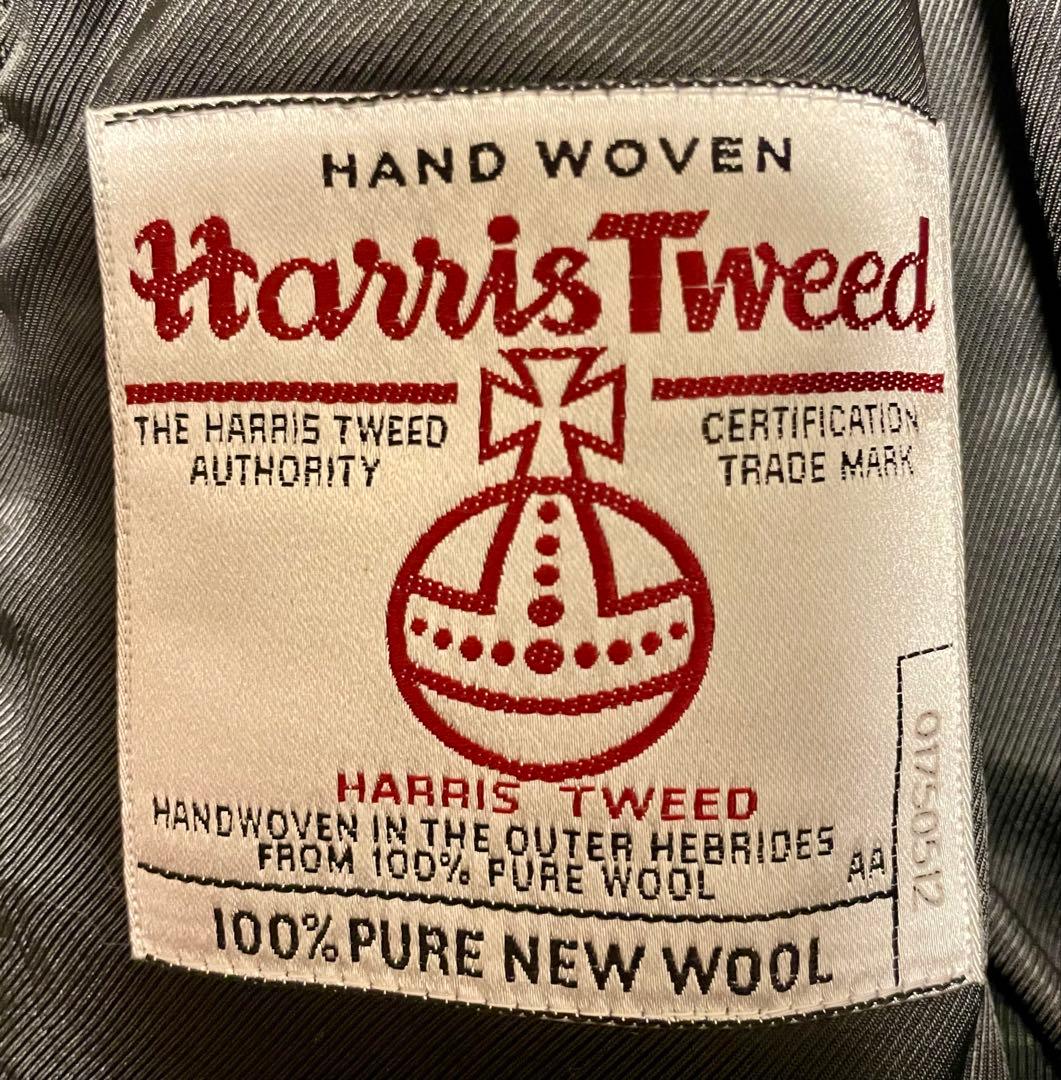 HAND WOVEN
Harris Tweed
THE HARRIS TWEED
AUTHORITY
CERTIFICATION
TRADE MARK
HARRIS TWEED
HANDWOVEN IN THE OUTER HEBRIDES
FROM 100% PURE WOOL
AA
017505512
100% PURE NEW WOOL